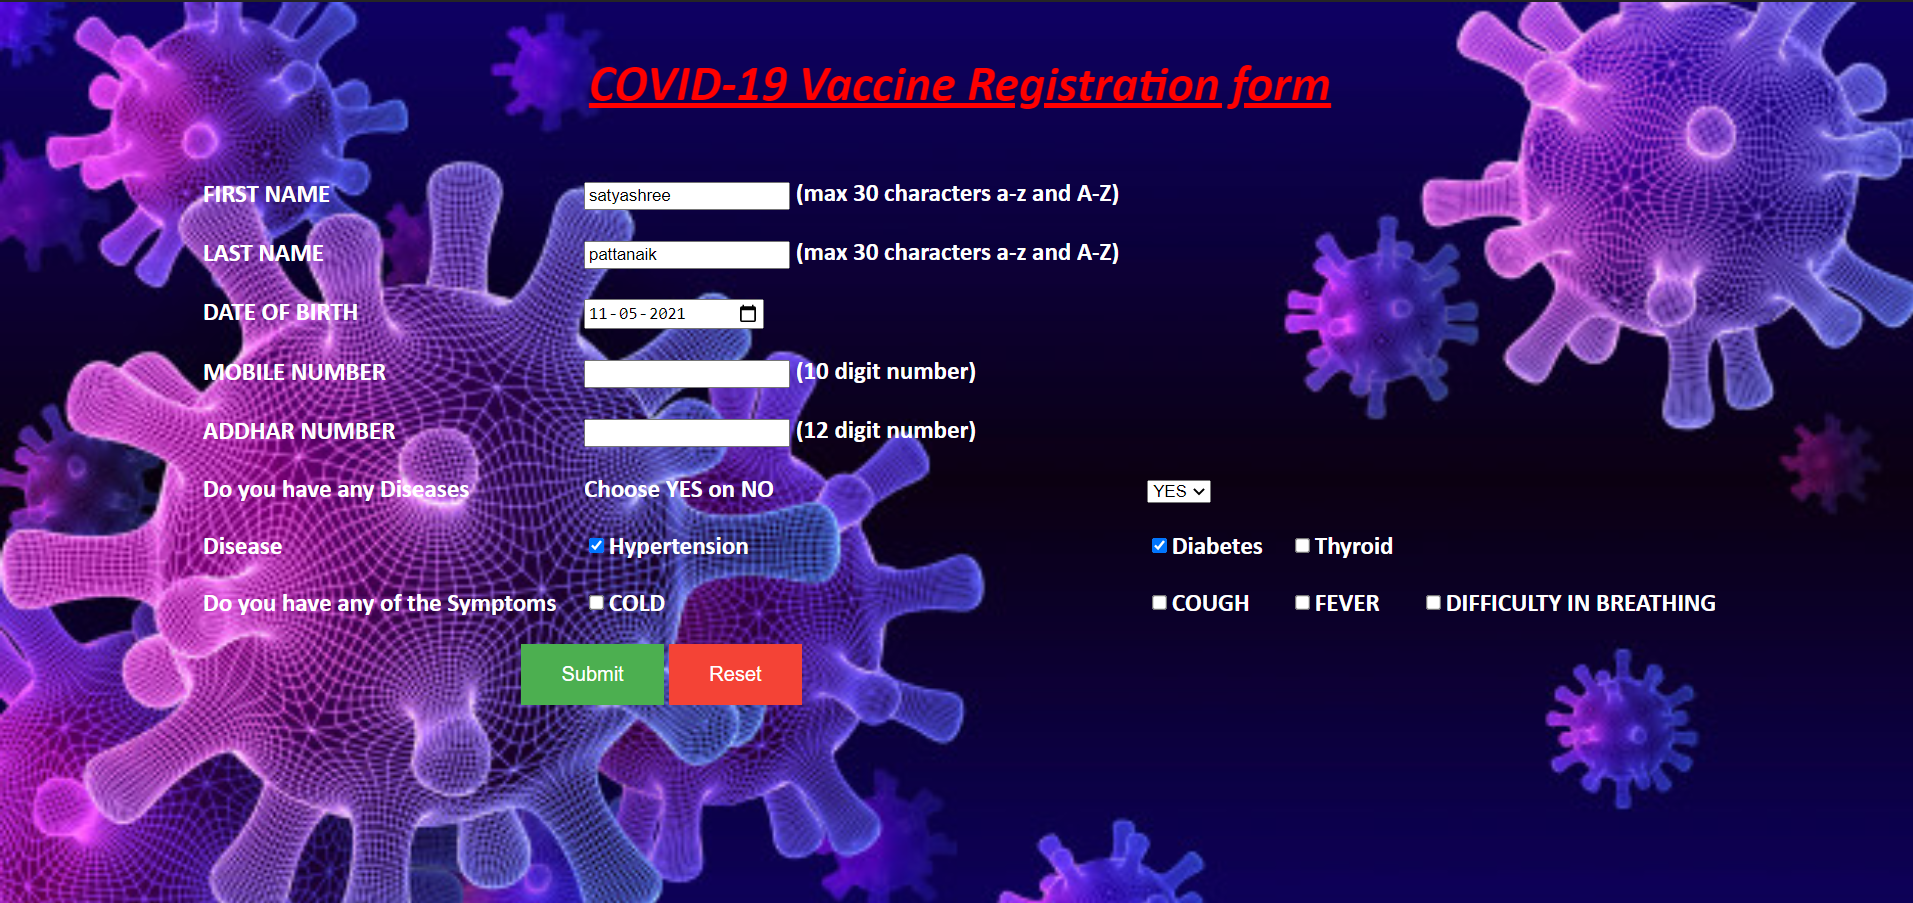 COVID-19 Vaccine Registration form
FIRST NAME satyashree (max 30 characters a-z and A-Z)
LAST NAME pattanaik (max 30 characters a-z and A-Z)
DATE OF BIRTH 11-05-2021
MOBILE NUMBER (10 digit number)
ADDHAR NUMBER (12 digit number)
Do you have any Diseases Choose YES on NO YES
Disease Hypertension Diabetes Thyroid
Do you have any of the Symptoms COLD COUGH FEVER DIFFICULTY IN BREATHING
Submit Reset